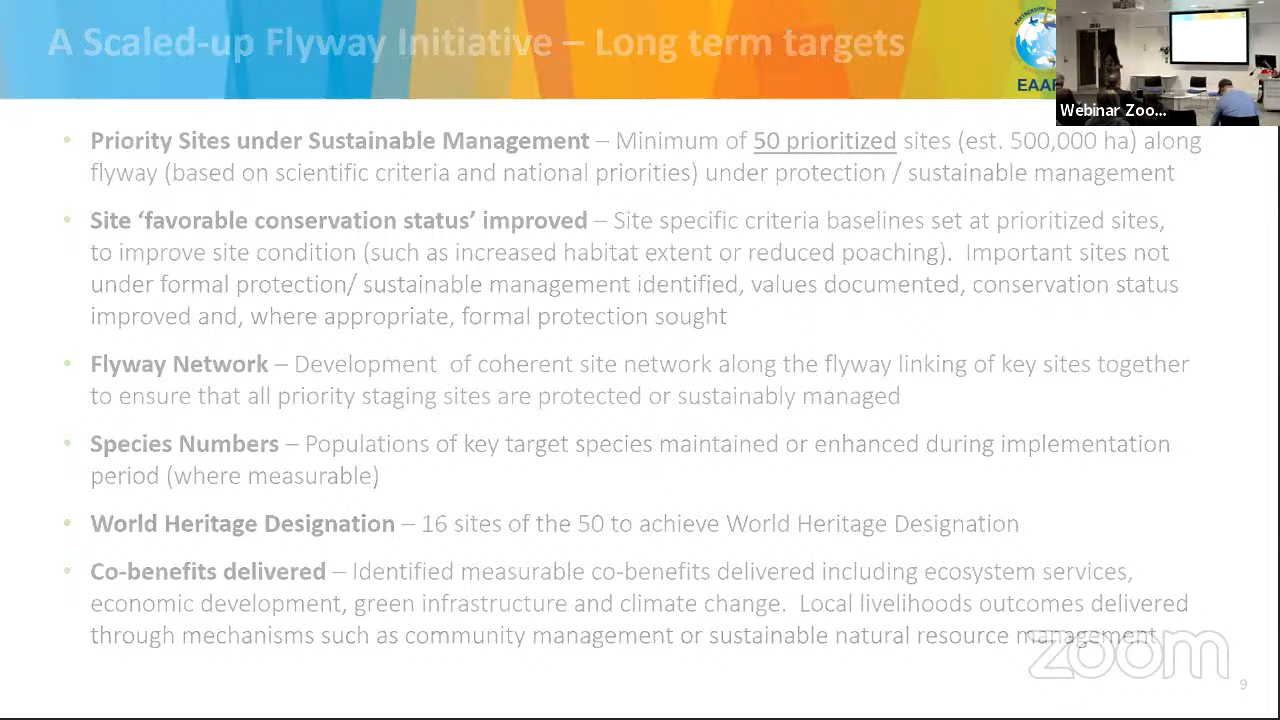 A Scaled-up Flyway Initiative – Long term targets
EAAF
Webinar Zoo...
• Priority Sites under Sustainable Management – Minimum of 50 prioritized sites (est. 500,000 ha) along
flyway (based on scientific criteria and national priorities) under protection / sustainable management
• Site ‘favorable conservation status’ improved – Site specific criteria baselines set at prioritized sites,
to improve site condition (such as increased habitat extent or reduced poaching).  Important sites not
under formal protection/ sustainable management identified, values documented, conservation status
improved and, where appropriate, formal protection sought
• Flyway Network – Development  of coherent site network along the flyway linking of key sites together
to ensure that all priority staging sites are protected or sustainably managed
• Species Numbers – Populations of key target species maintained or enhanced during implementation
period (where measurable)
• World Heritage Designation – 16 sites of the 50 to achieve World Heritage Designation
• Co-benefits delivered – Identified measurable co-benefits delivered including ecosystem services,
economic development, green infrastructure and climate change.  Local livelihoods outcomes delivered
through mechanisms such as community management or sustainable natural resource management
zoom
9